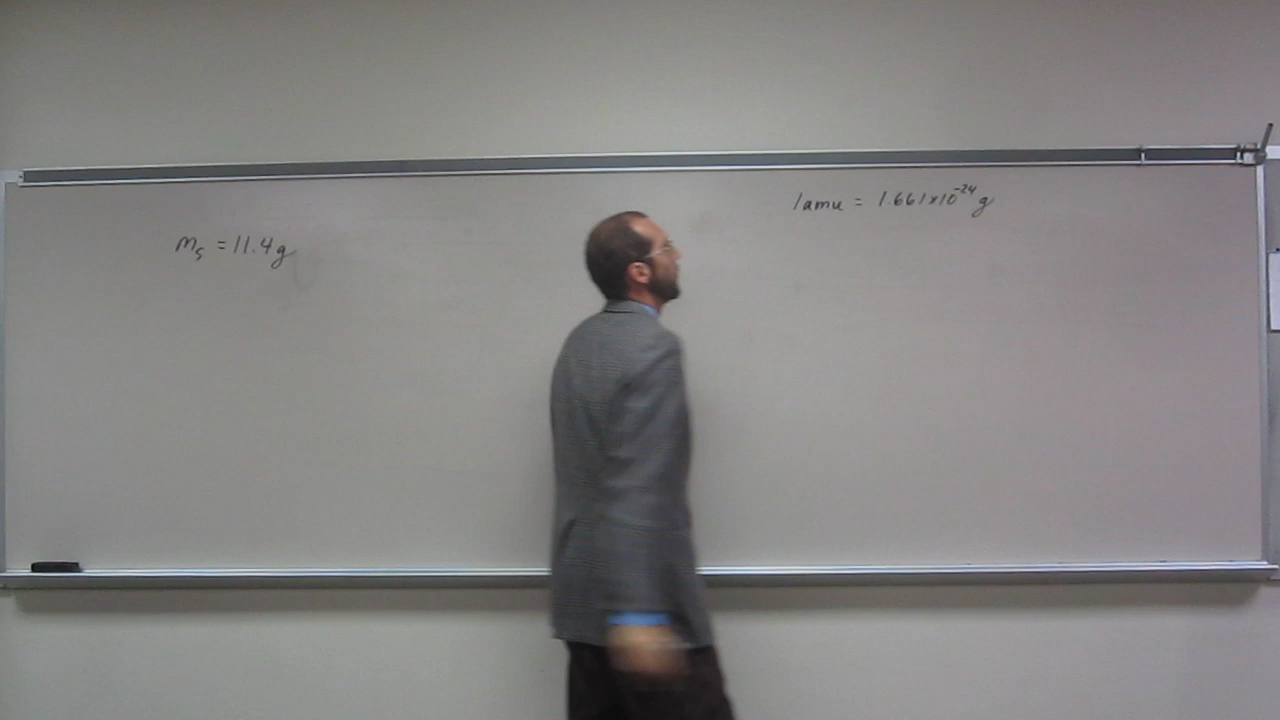 1amu = 1.661x10⁻²⁴ g
mₛ = 11.4g